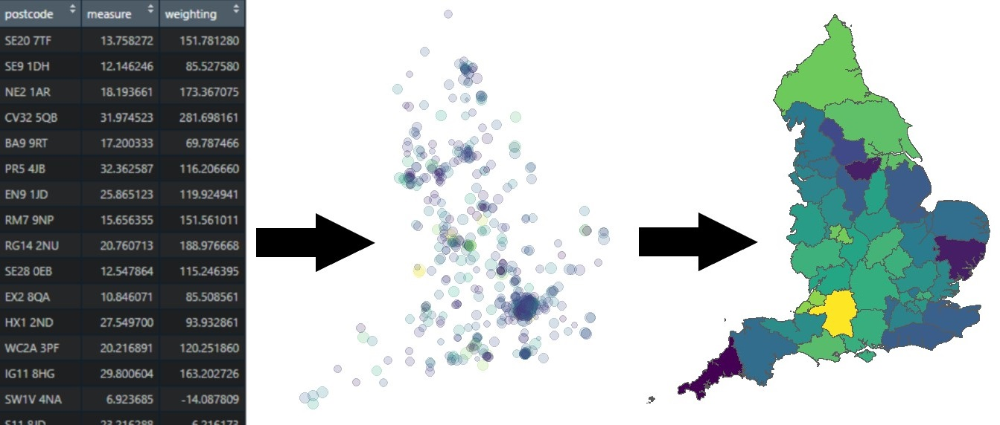 postcode measure weighting
SE20 7TF 13.758272 151.781280
SE9 1DH 12.146246 85.527580
NE2 1AR 18.193661 173.367075
CV32 5QB 31.974523 281.698161
BA9 9RT 17.200333 69.787466
PR5 4JB 32.362587 116.206660
EN9 1JD 25.865123 119.924941
RM7 9NP 15.656355 151.561011
RG14 2NU 20.760713 188.976668
SE28 0EB 12.547864 115.246395
EX2 8QA 10.846071 85.508561
HX1 2ND 27.549700 93.932861
WC2A 3PF 20.216891 120.251860
IG11 8HG 29.800604 163.202726
SW1V 4NA 6.923685 -14.087809